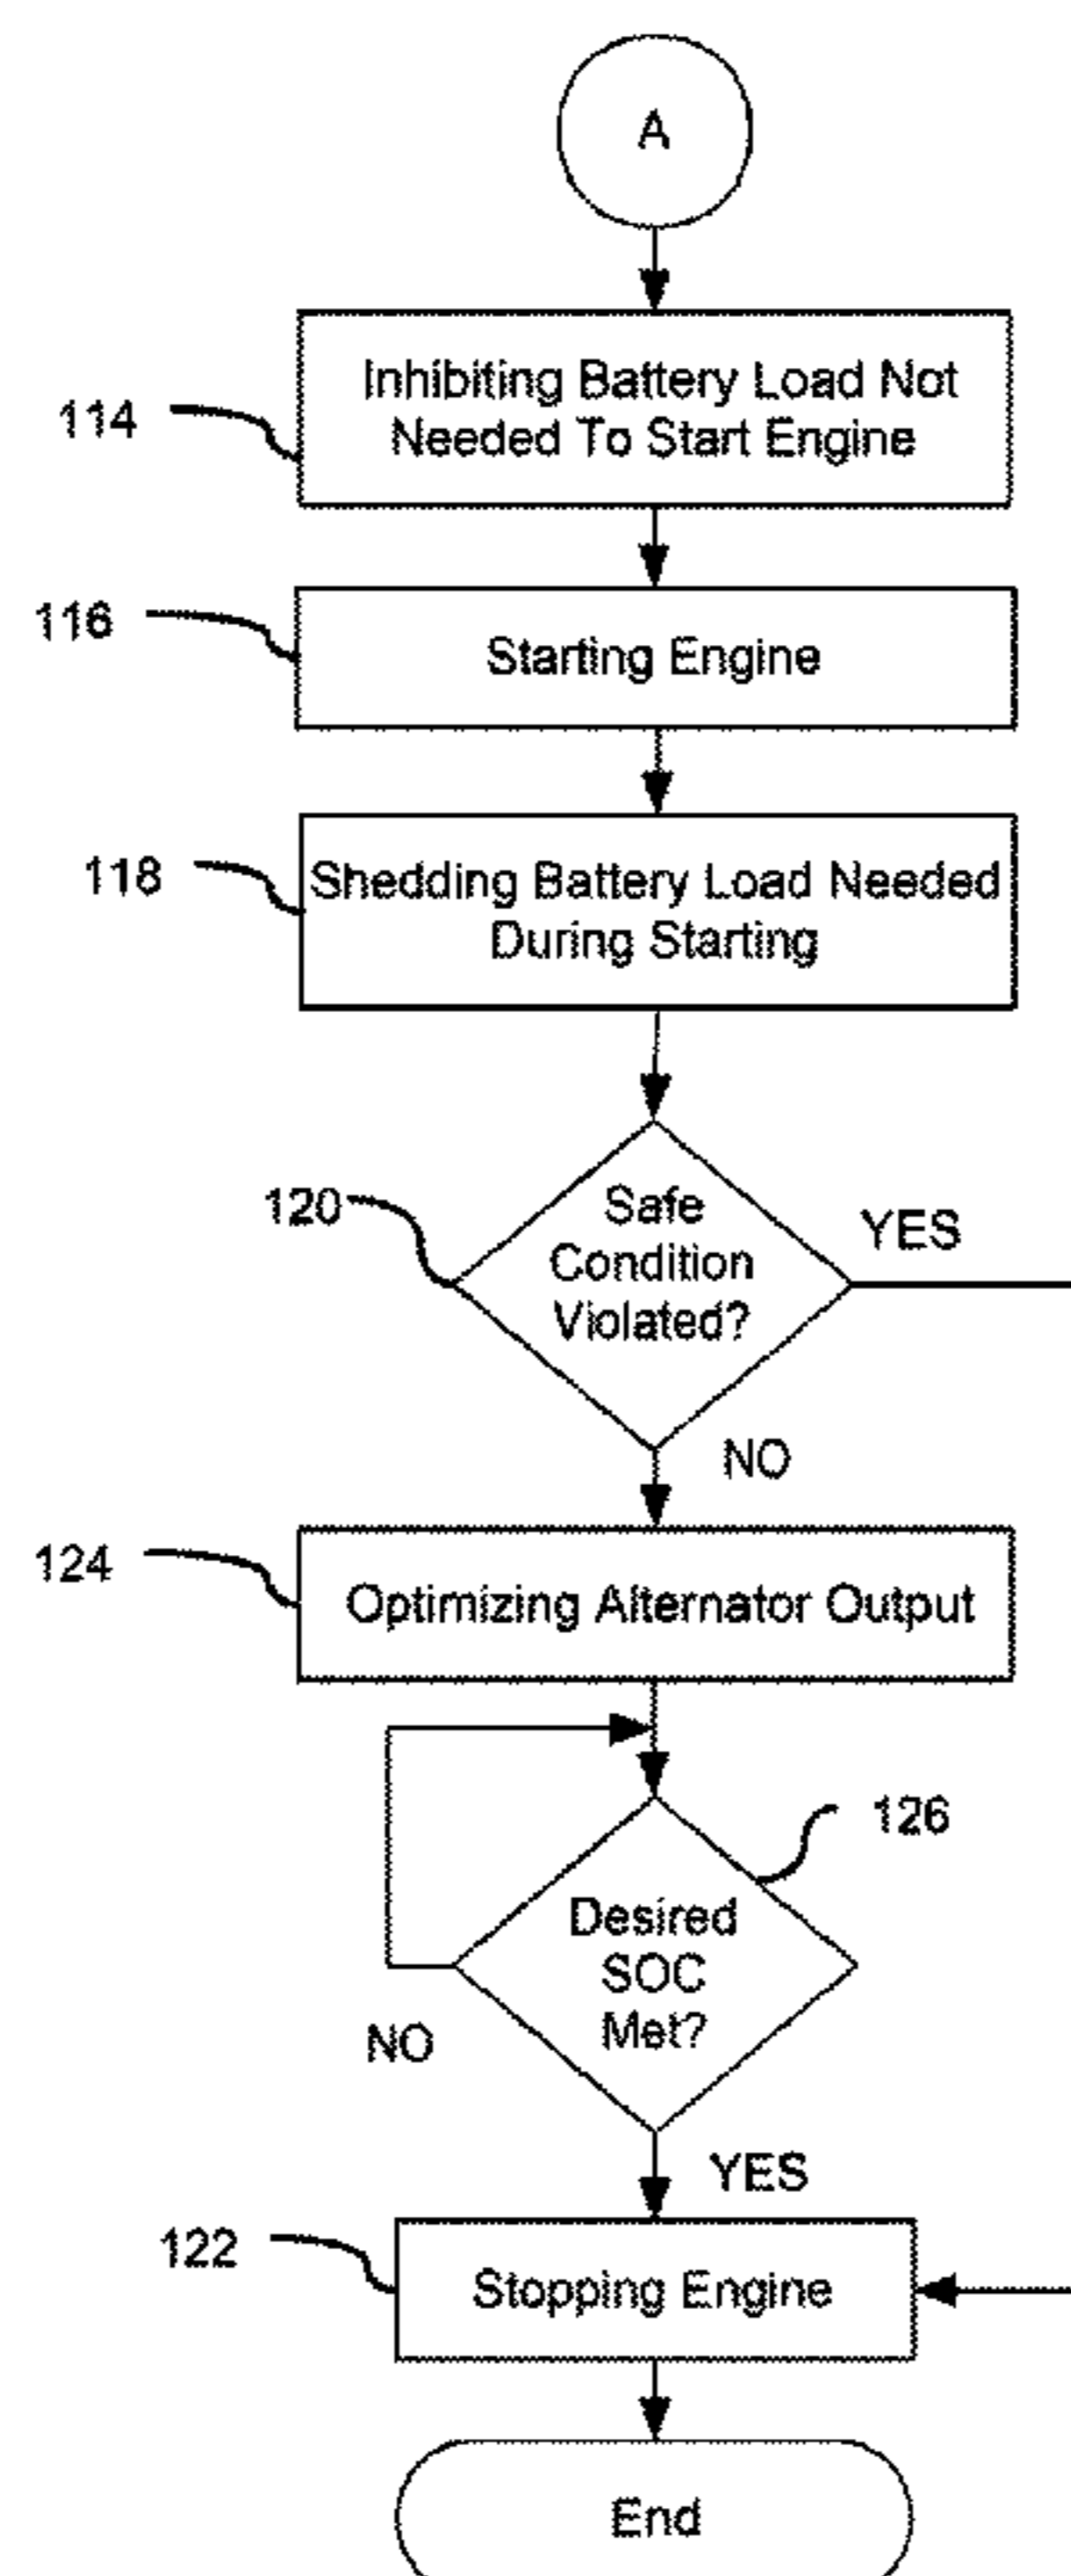 A
Inhibiting Battery Load Not
Needed To Start Engine
114
116
Starting Engine
118
Shedding Battery Load Needed
During Starting
120
Safe
Condition
Violated?
YES
NO
124
Optimizing Alternator Output
126
Desired
SOC
Met?
NO
YES
122
Stopping Engine
End